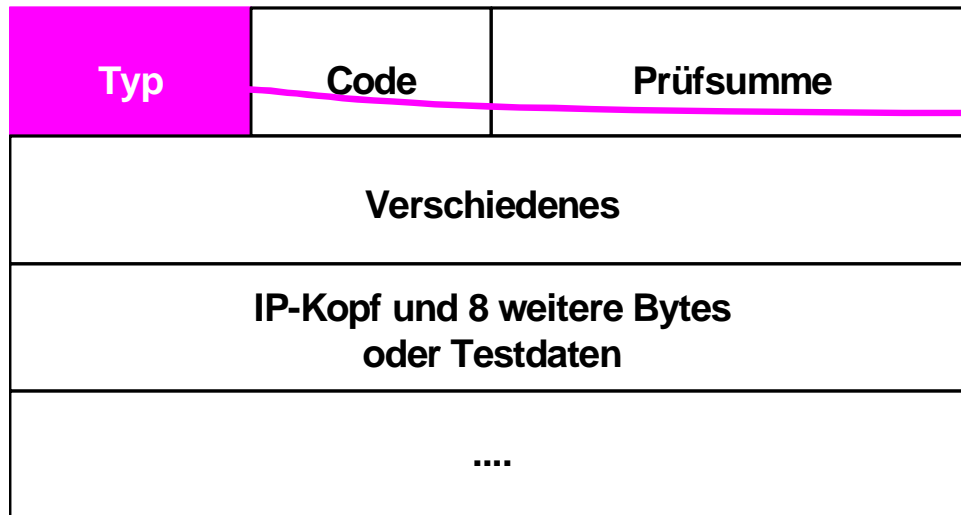 Typ Code Prüfsumme
Verschiedenes
IP-Kopf und 8 weitere Bytes
oder Testdaten
....